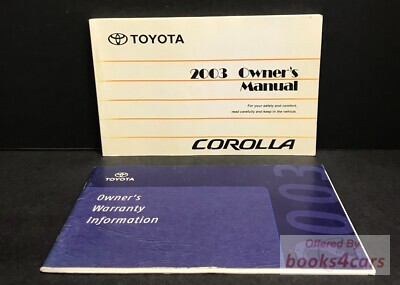 TOYOTA
2003 Owner's
Manual
For your safety and comfort,
read carefully and keep in the vehicle.
COROLLA
TOYOTA
Owner's
Warranty
Information
2003
Offered By
books4cars